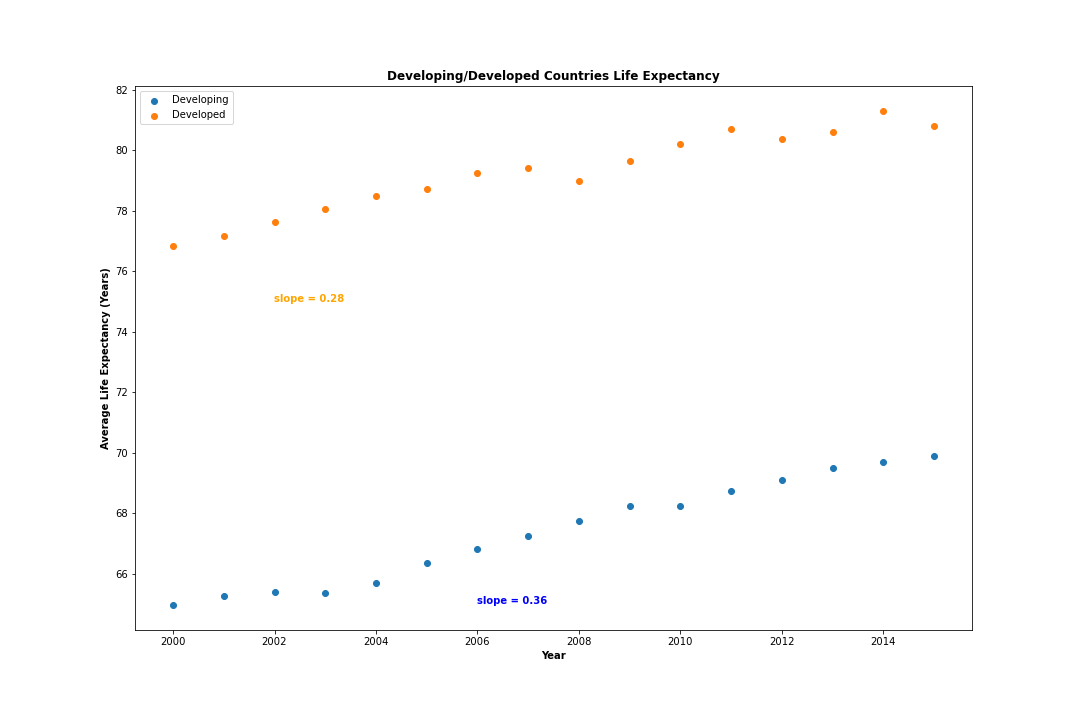 Developing/Developed Countries Life Expectancy
Developing
Developed
82
80
78
76
74
72
70
68
66
Average Life Expectancy (Years)
slope = 0.28
slope = 0.36
2000 2002 2004 2006 2008 2010 2012 2014
Year